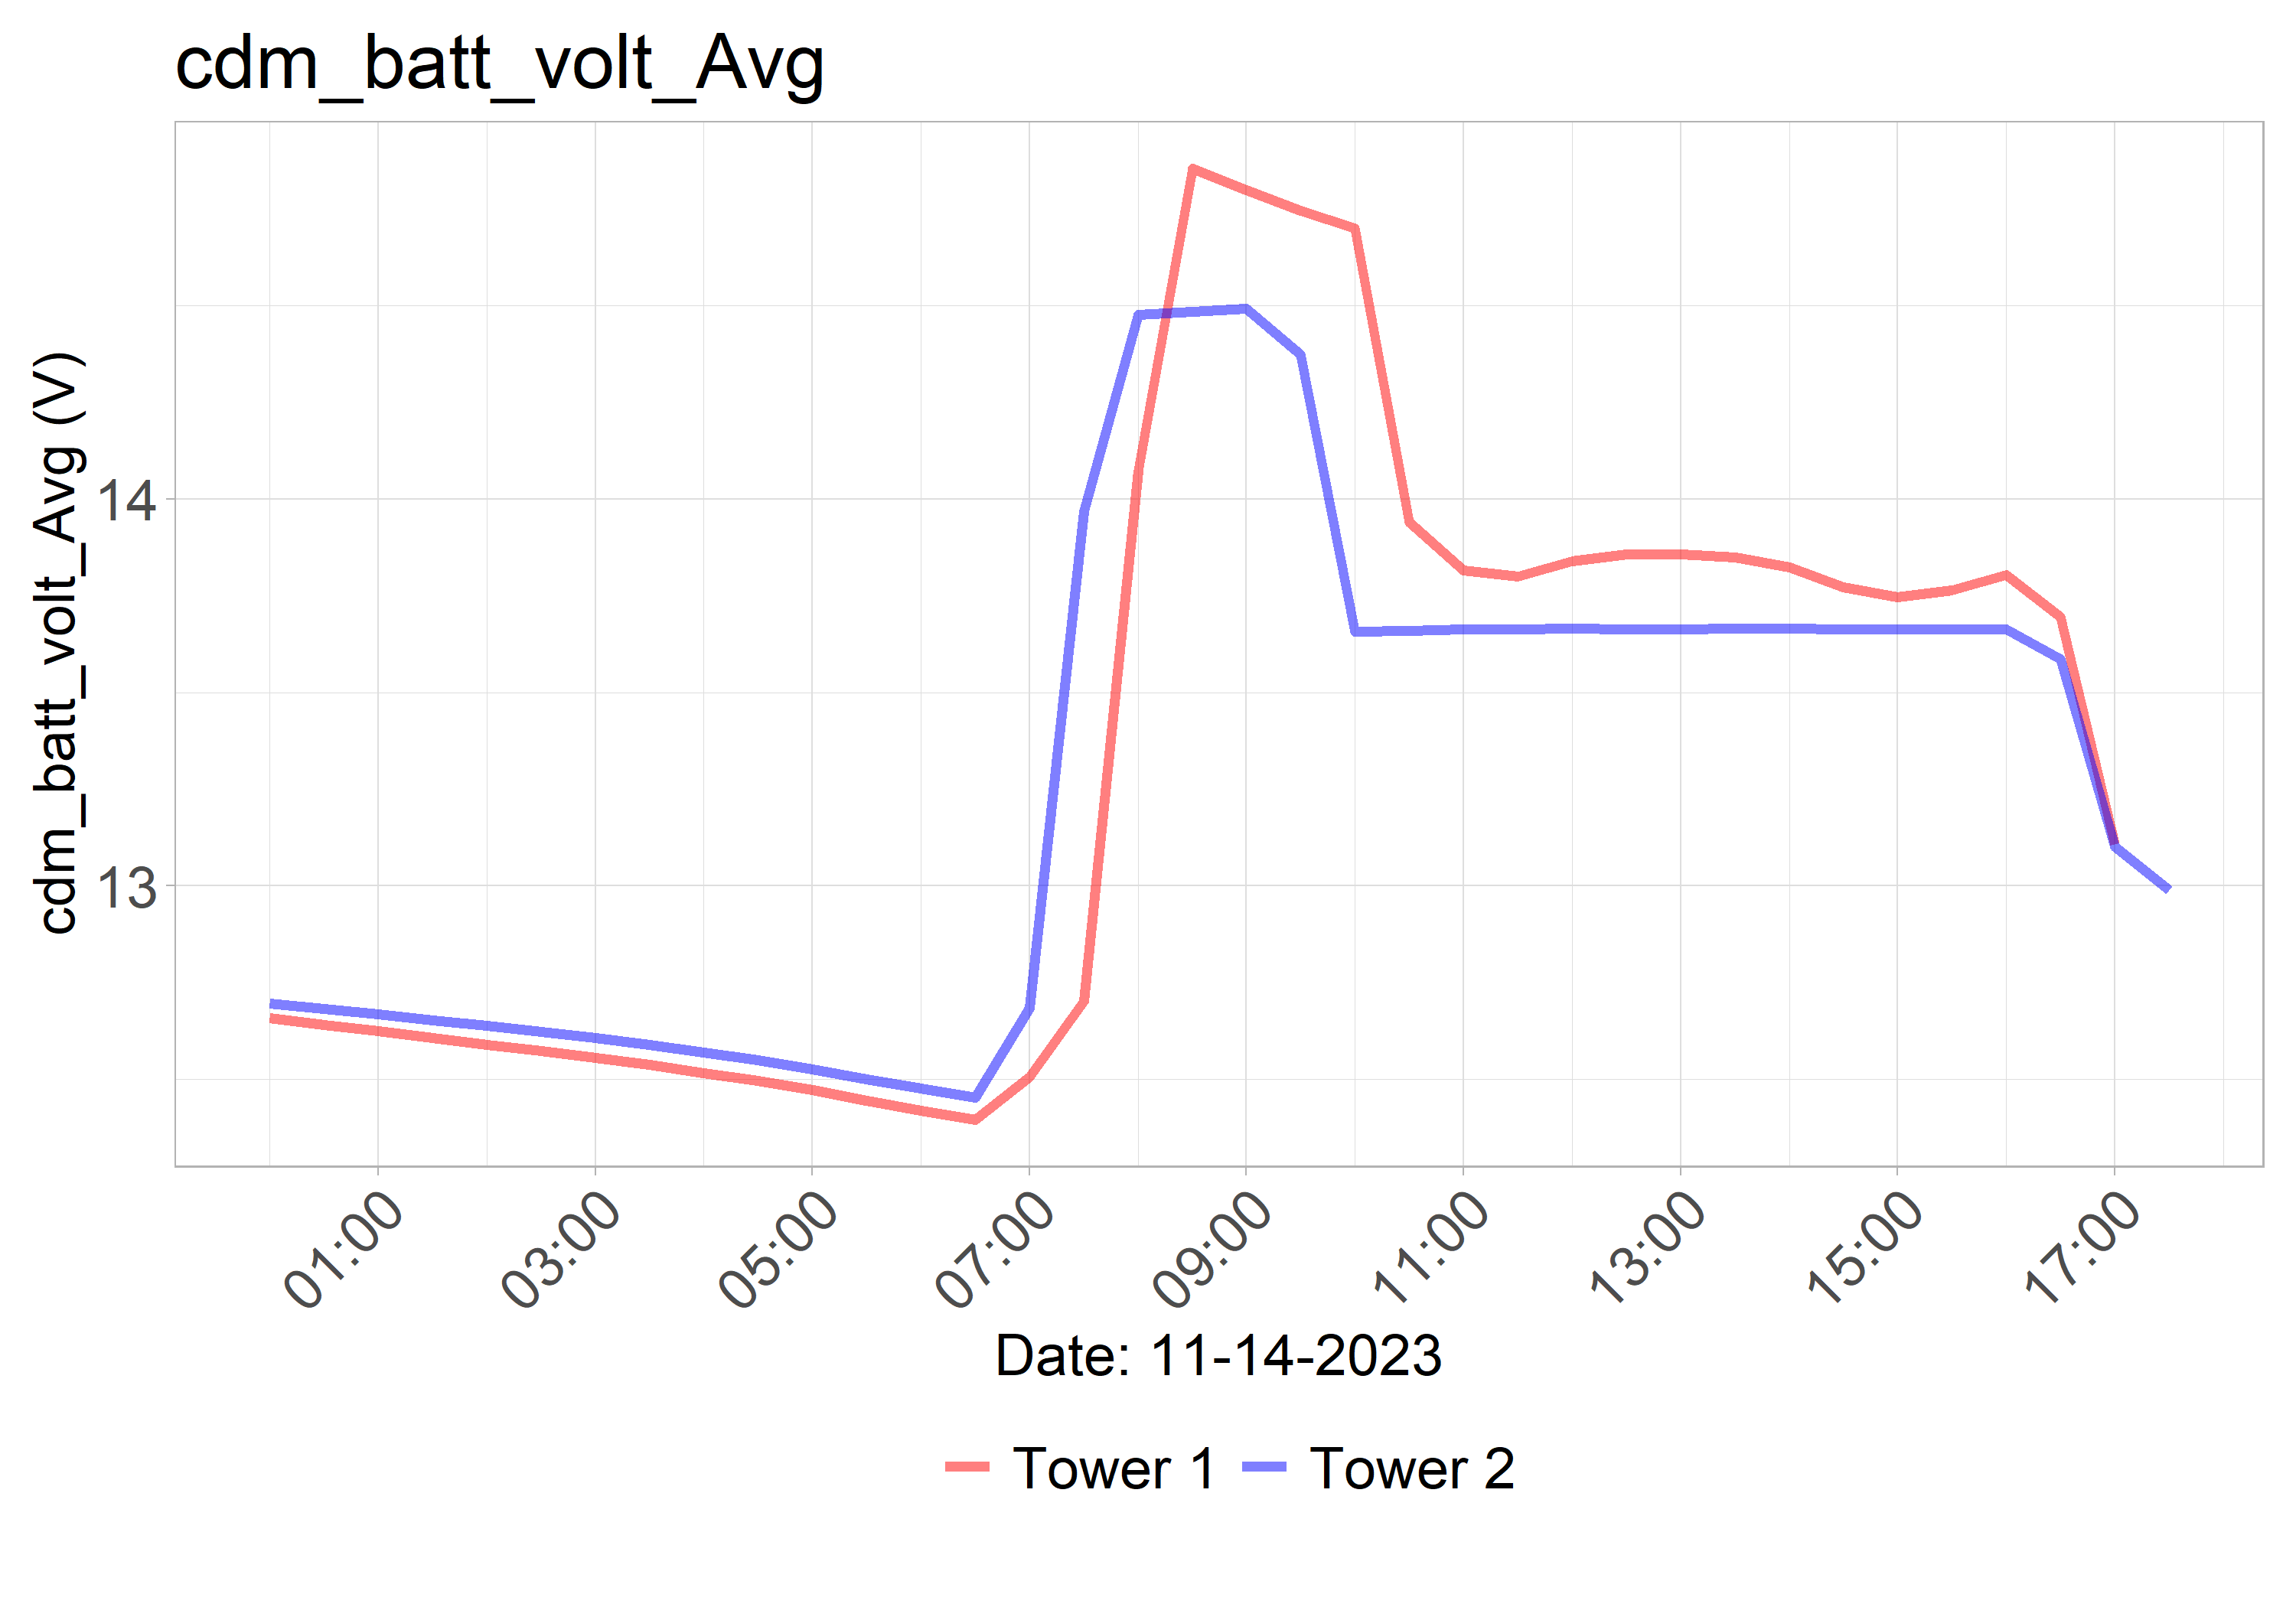 cdm_batt_volt_Avg
cdm_batt_volt_Avg (V)
14
13
01:00
03:00
05:00
07:00
09:00
11:00
13:00
15:00
17:00
Date: 11-14-2023
Tower 1
Tower 2